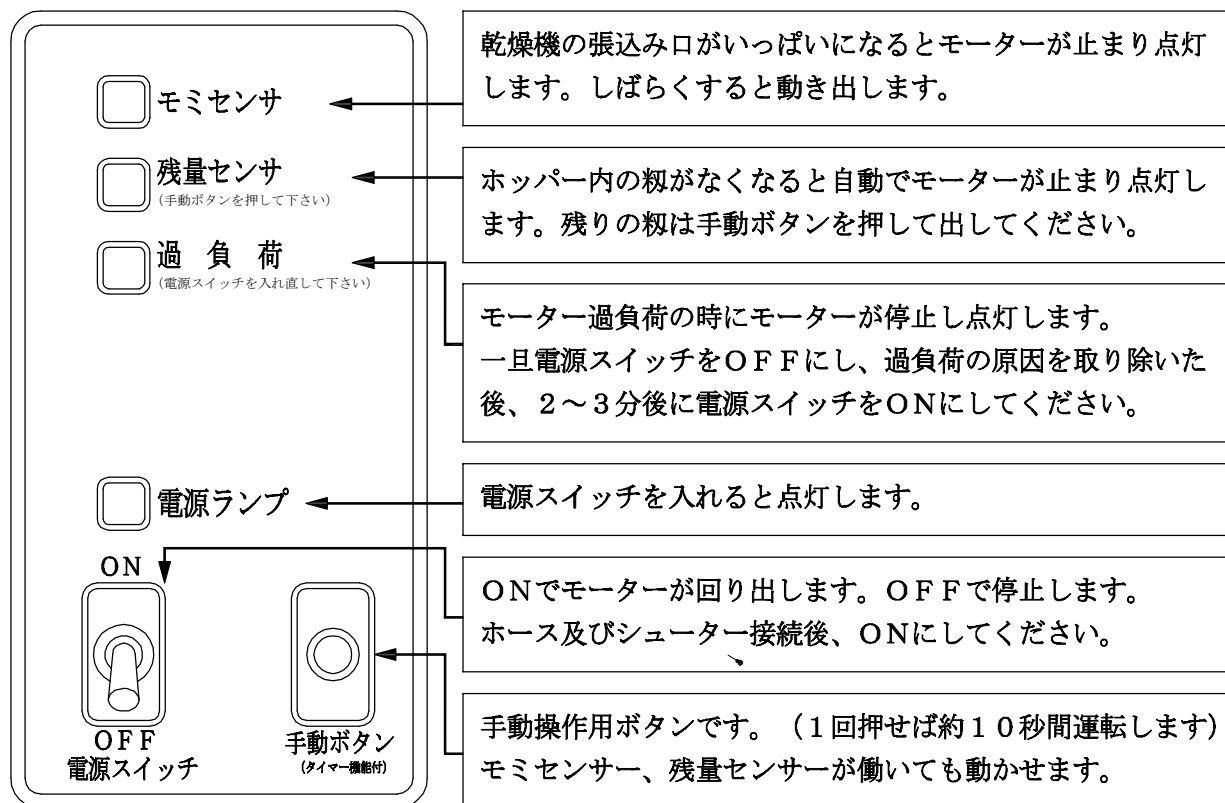 乾燥機の張込み口がいっぱいになるとモーターが止まり点灯
します。しばらくすると動き出します。
モミセンサ
ホッパー内の籾がなくなると自動でモーターが止まり点灯し
ます。残りの籾は手動ボタンを押して出してください。
残量センサ
(手動ボタンを押して下さい)
過 負 荷
(電源スイッチを入れ直して下さい)
モーター過負荷の時にモーターが停止し点灯します。
一旦電源スイッチをＯＦＦにし、過負荷の原因を取り除いた
後、２～３分後に電源スイッチをＯＮにしてください。
電源ランプ
電源スイッチを入れると点灯します。
ＯＮ
ＯＮでモーターが回り出します。ＯＦＦで停止します。
ホース及びシューター接続後、ＯＮにしてください。
ＯＦＦ
電源スイッチ
手動ボタン
(タイマー機能付)
手動操作用ボタンです。（１回押せば約１０秒間運転します）
モミセンサー、残量センサーが働いても動かせます。